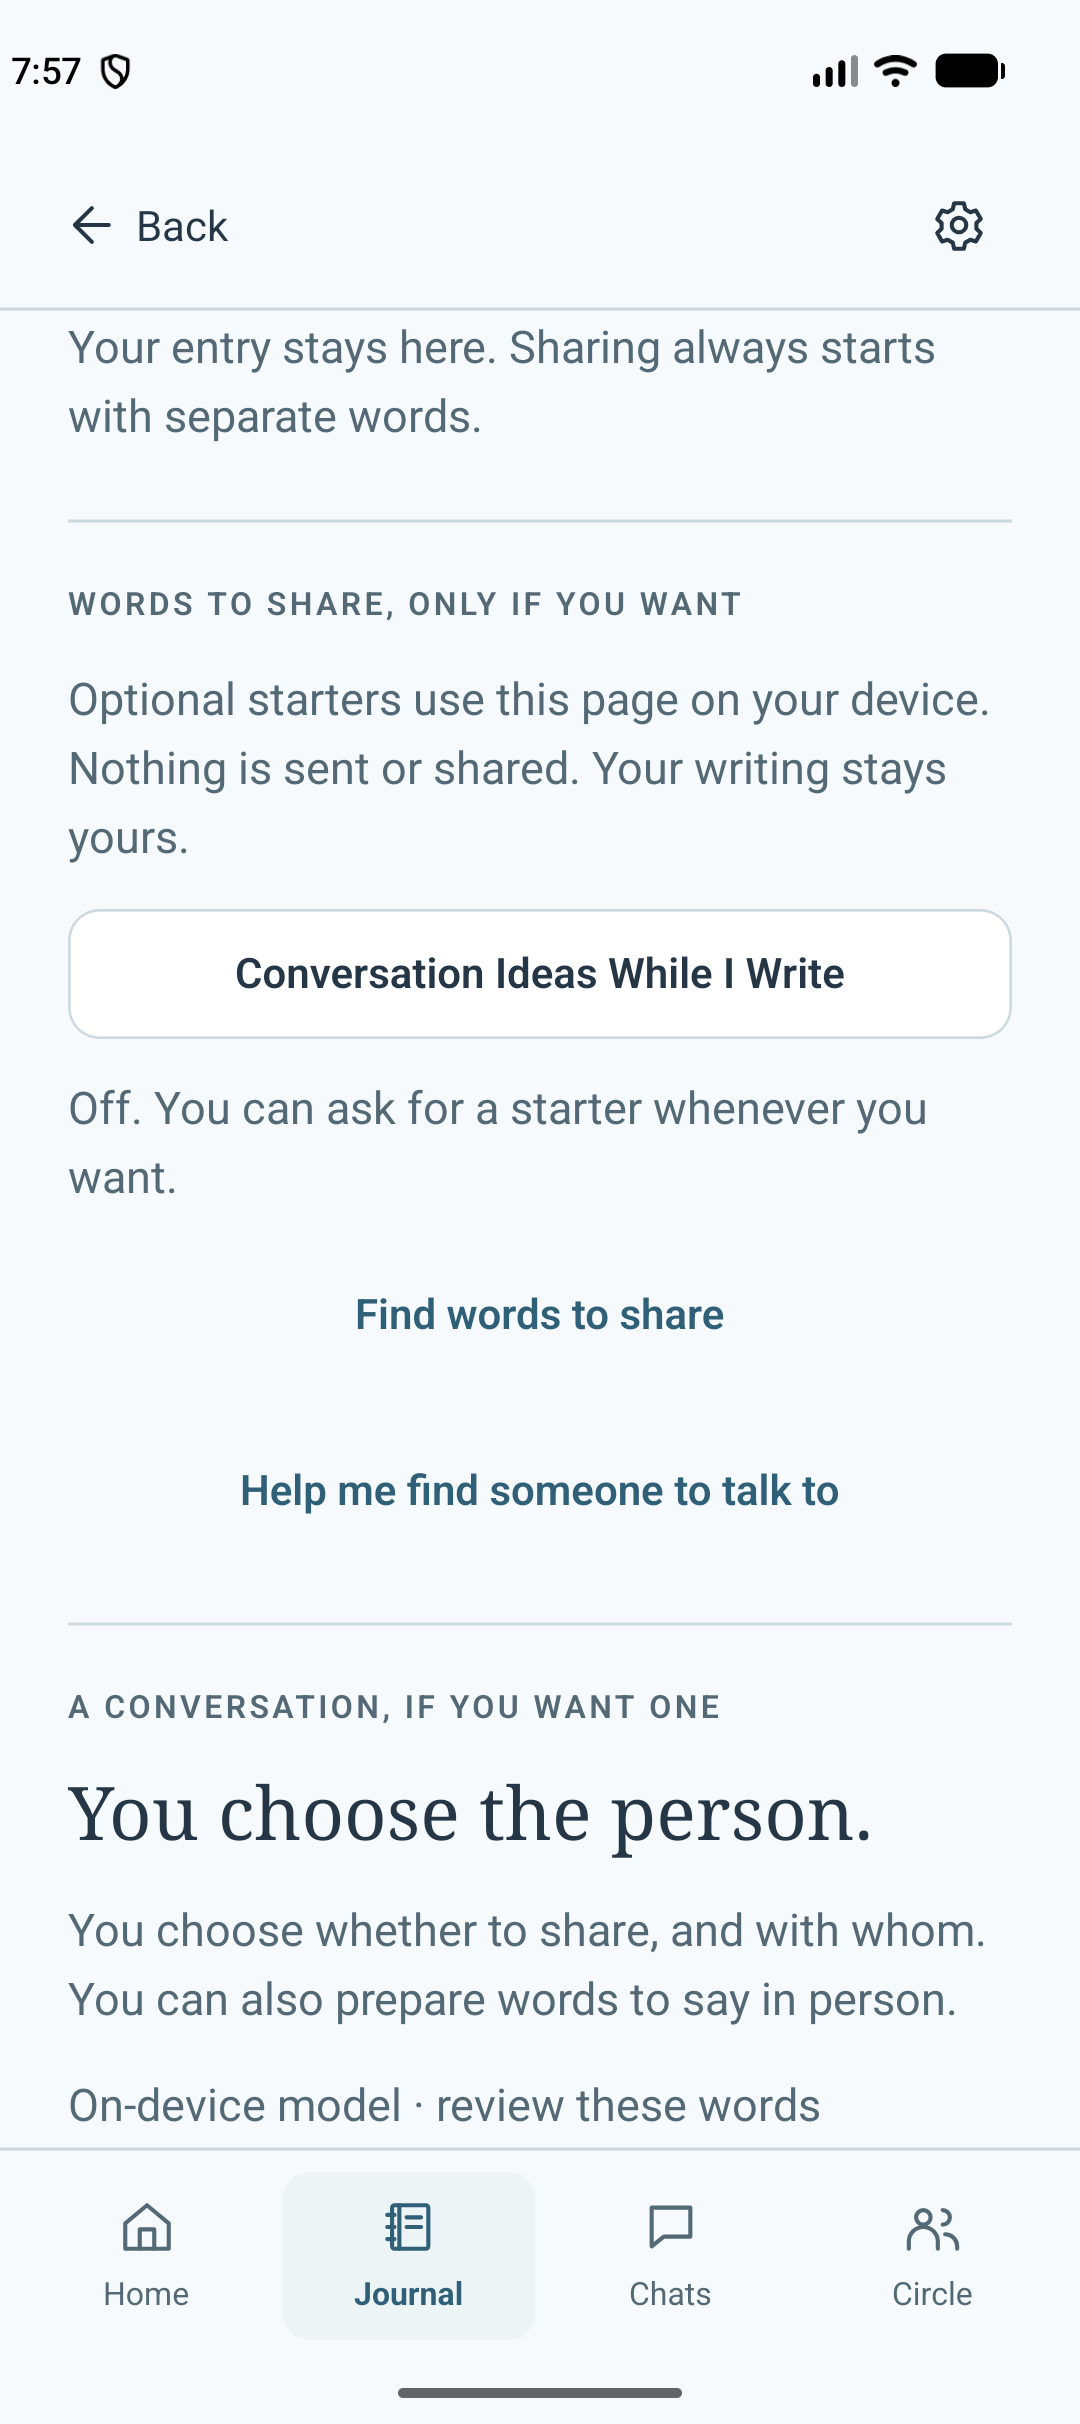 7:57
Back
Your entry stays here. Sharing always starts
with separate words.
WORDS TO SHARE, ONLY IF YOU WANT
Optional starters use this page on your device.
Nothing is sent or shared. Your writing stays
yours.
Conversation Ideas While I Write
Off. You can ask for a starter whenever you
want.
Find words to share
Help me find someone to talk to
A CONVERSATION, IF YOU WANT ONE
You choose the person.
You choose whether to share, and with whom.
You can also prepare words to say in person.
On-device model · review these words
Home
Journal
Chats
Circle